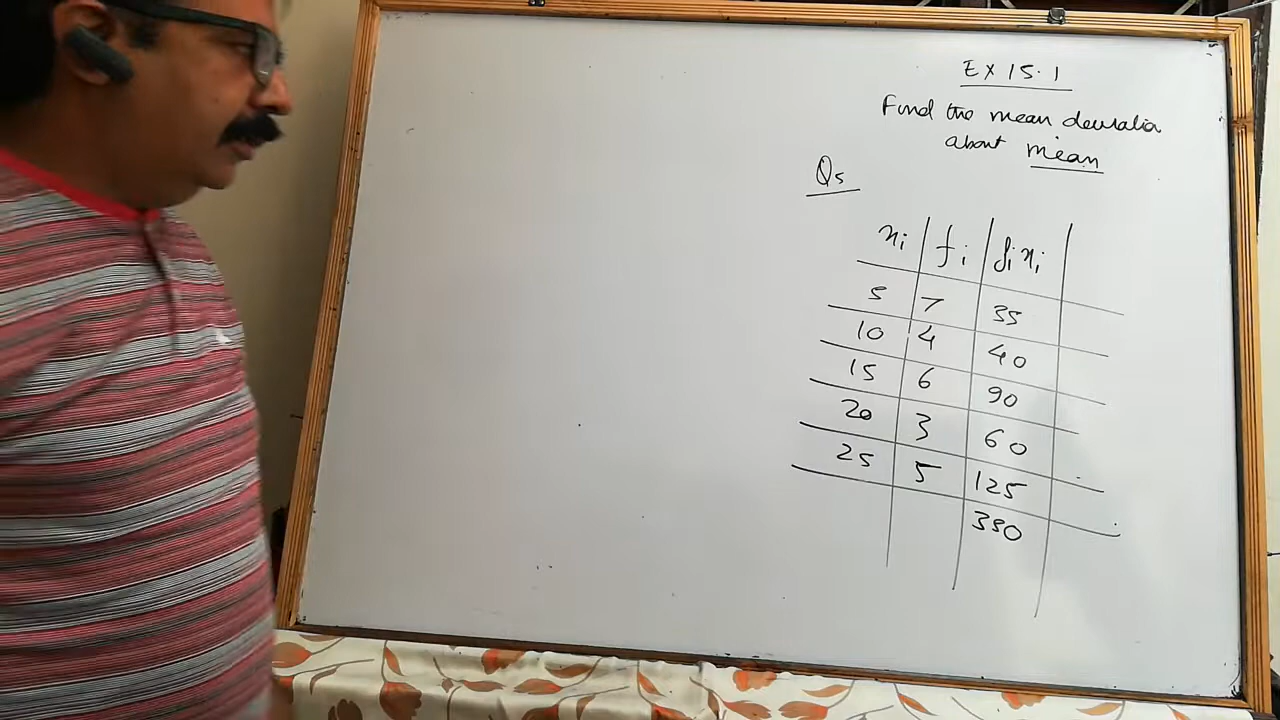 Ex 15.1
Find the mean deviation
about mean
Q5
xi fi fixi
5 7 35
10 4 40
15 6 90
20 3 60
25 5 125
350